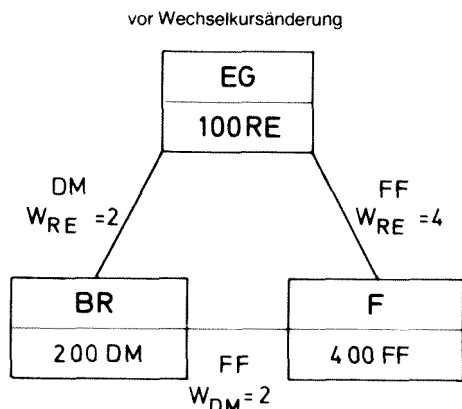 vor Wechselkursänderung
EG
100 RE
DM
W_RE = 2
FF
W_RE = 4
BR
200 DM
F
400 FF
FF
W_DM = 2